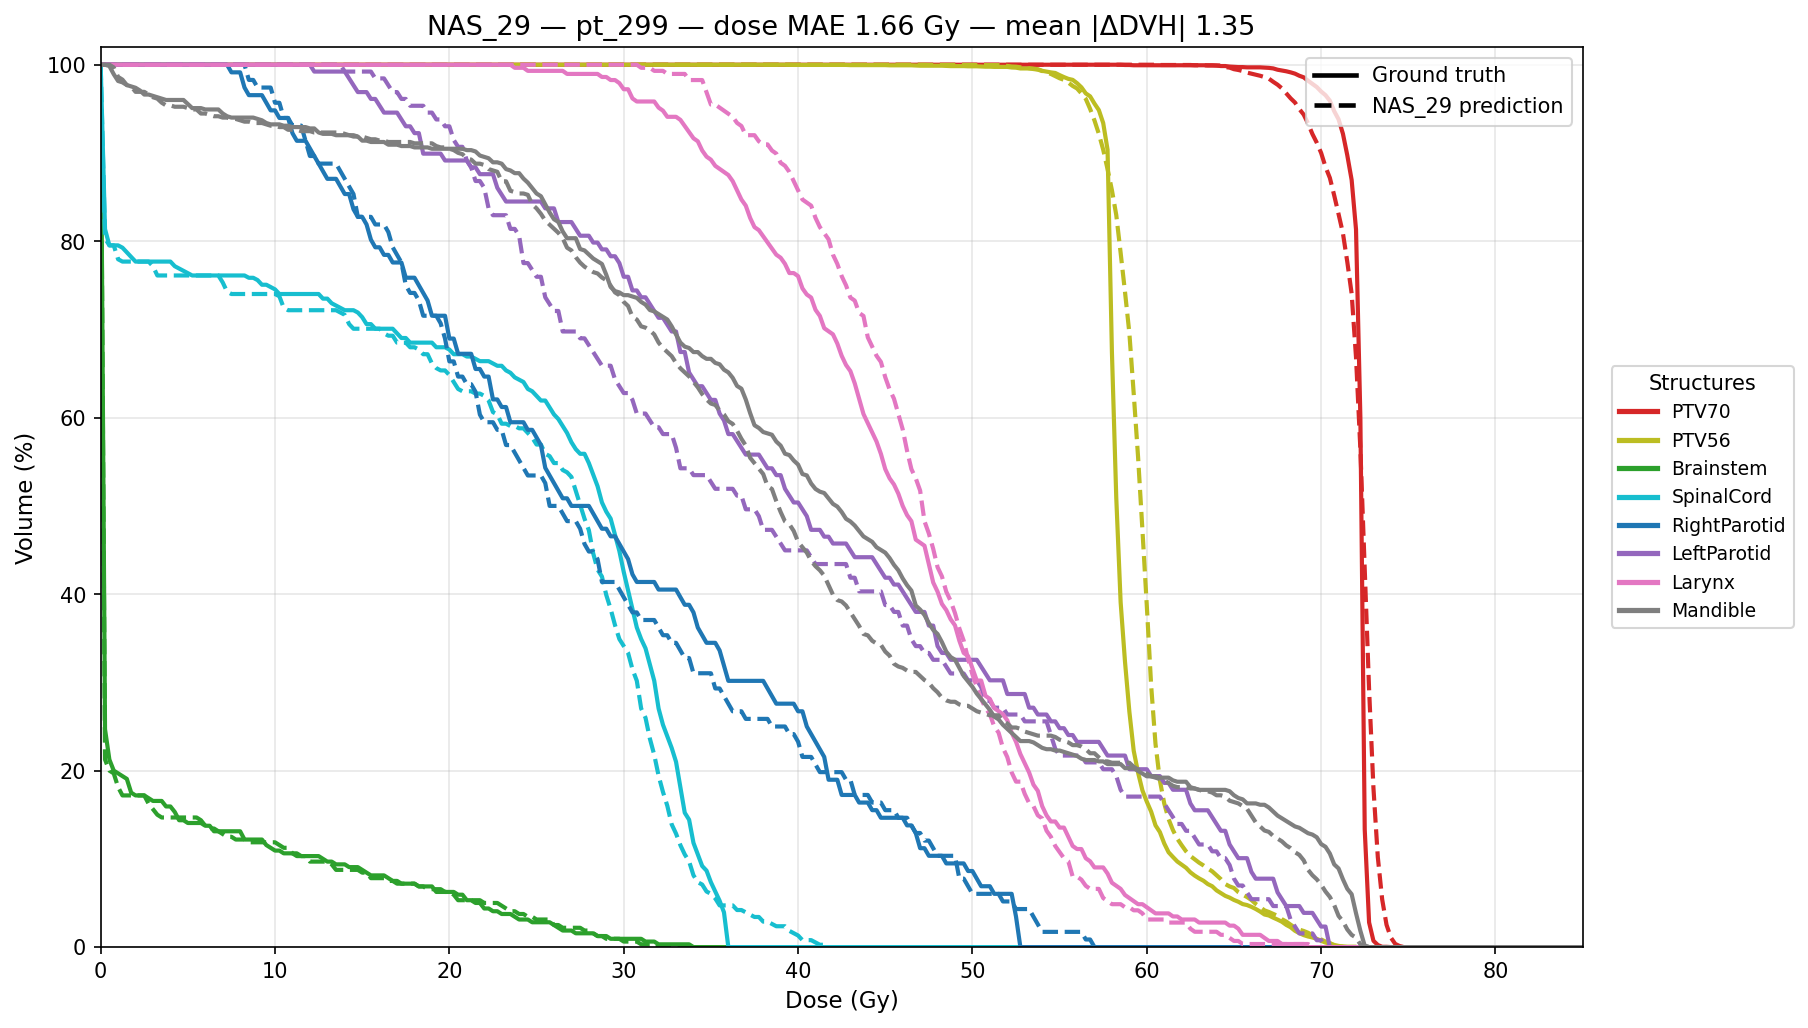 NAS_29 — pt_299 — dose MAE 1.66 Gy — mean |ΔDVH| 1.35
Ground truth
NAS_29 prediction
Volume (%)
100
80
60
40
20
0
0 10 20 30 40 50 60 70 80
Dose (Gy)
Structures
PTV70
PTV56
Brainstem
SpinalCord
RightParotid
LeftParotid
Larynx
Mandible